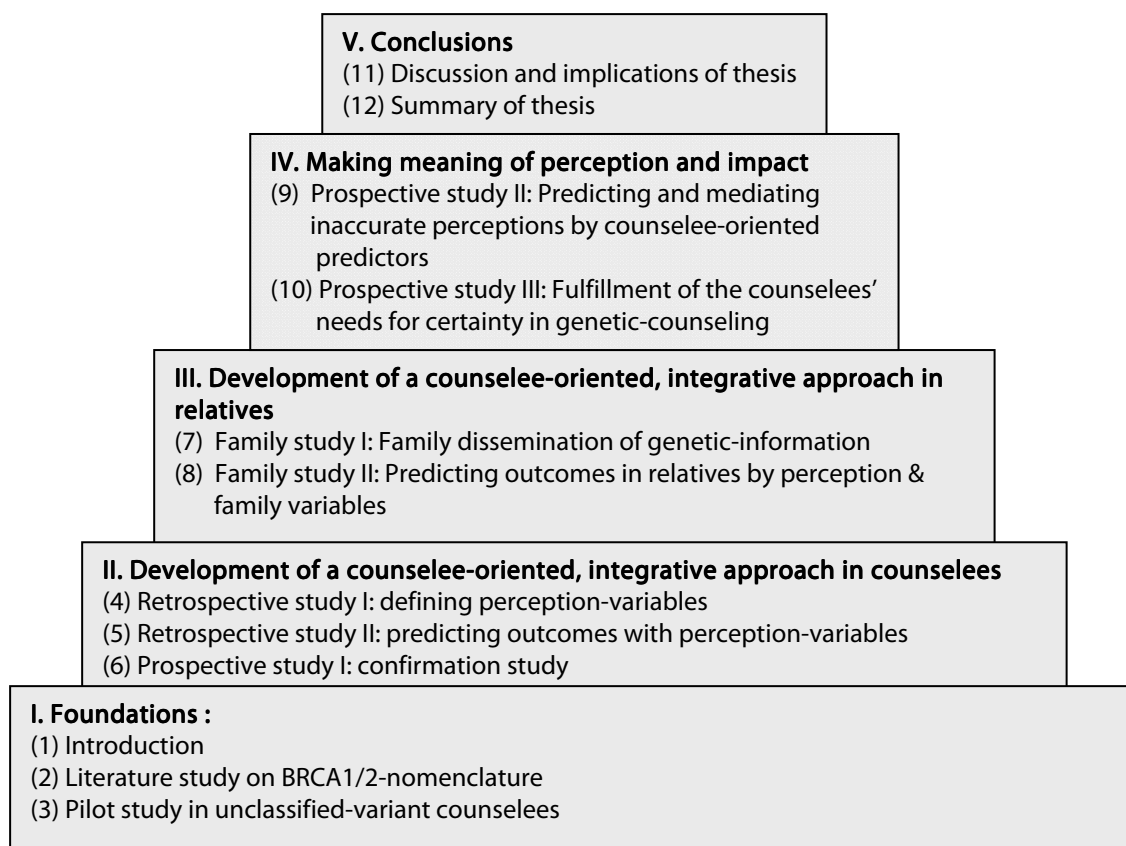 V. Conclusions
(11) Discussion and implications of thesis
(12) Summary of thesis
IV. Making meaning of perception and impact
(9) Prospective study II: Predicting and mediating
inaccurate perceptions by counselee-oriented
predictors
(10) Prospective study III: Fulfillment of the counselees’
needs for certainty in genetic-counseling
III. Development of a counselee-oriented, integrative approach in
relatives
(7) Family study I: Family dissemination of genetic-information
(8) Family study II: Predicting outcomes in relatives by perception &
family variables
II. Development of a counselee-oriented, integrative approach in counselees
(4) Retrospective study I: defining perception-variables
(5) Retrospective study II: predicting outcomes with perception-variables
(6) Prospective study I: confirmation study
I. Foundations :
(1) Introduction
(2) Literature study on BRCA1/2-nomenclature
(3) Pilot study in unclassified-variant counselees